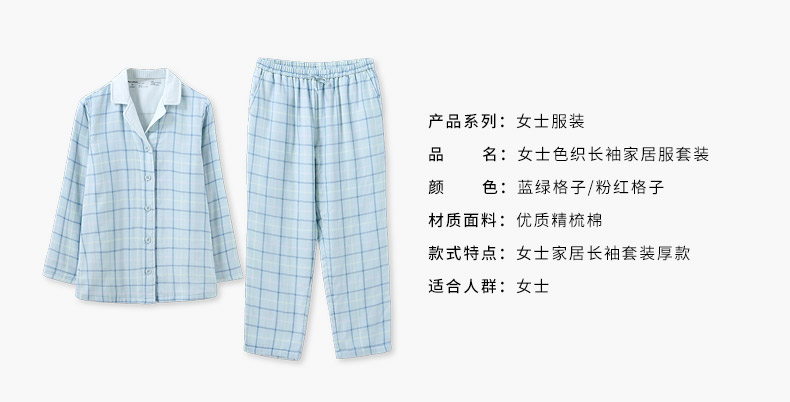 产品系列：女士服装
品 名：女士色织长袖家居服套装
颜 色：蓝绿格子/粉红格子
材质面料：优质精梳棉
款式特点：女士家居长袖套装厚款
适合人群：女士